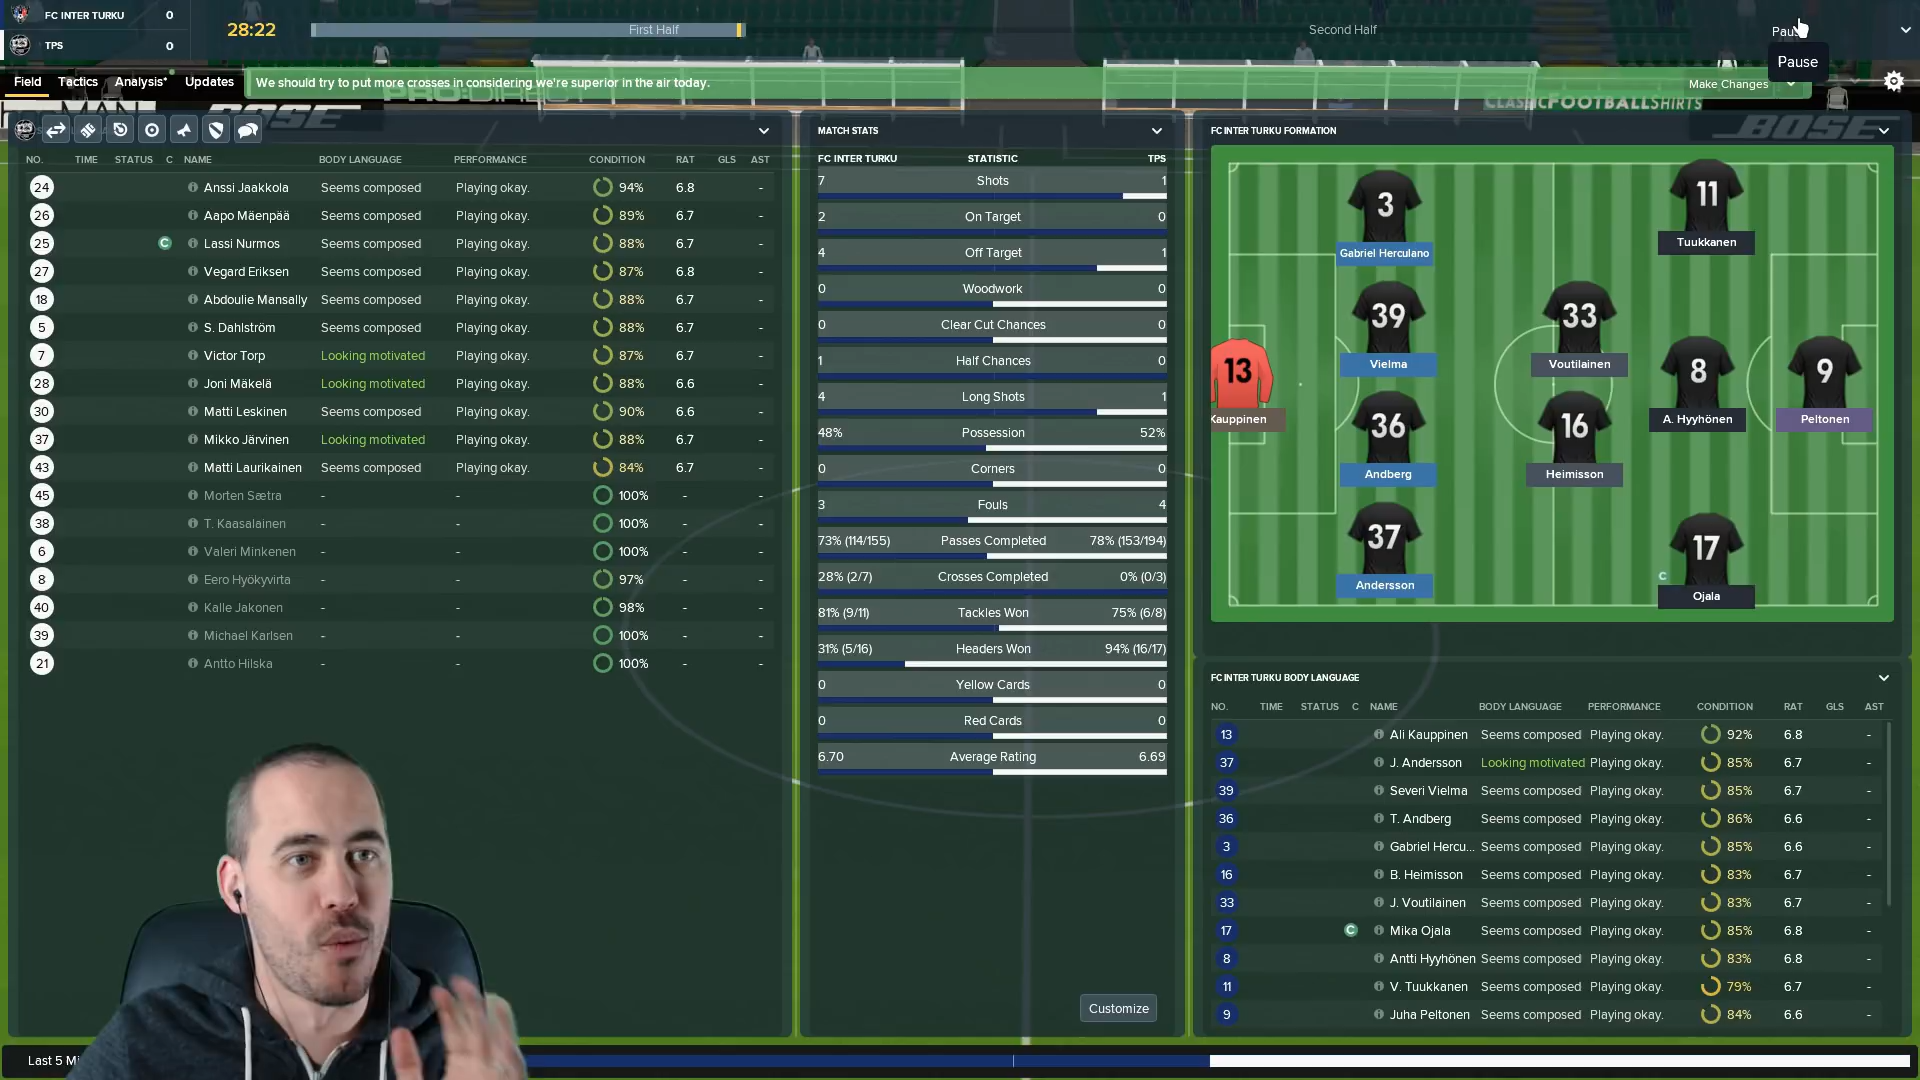 FC INTER TURKU 0
TPS 0
28:22
First Half
Second Half
Pause
Field Tactics Analysis* Updates
We should try to put more crosses in considering we're superior in the air today.
Make Changes
PRO:DIRECT
CLASSICFOOTBALLSHIRTS
BOSE
BOSE
NO. TIME STATUS C NAME BODY LANGUAGE PERFORMANCE CONDITION RAT GLS AST
24 Anssi Jaakkola Seems composed Playing okay. 94% 6.8 -
26 Aapo Mäenpää Seems composed Playing okay. 89% 6.7 -
25 C Lassi Nurmos Seems composed Playing okay. 88% 6.7 -
27 Vegard Eriksen Seems composed Playing okay. 87% 6.8 -
18 Abdoulie Mansally Seems composed Playing okay. 88% 6.7 -
5 S. Dahlström Seems composed Playing okay. 88% 6.7 -
7 Victor Torp Looking motivated Playing okay. 87% 6.7 -
28 Joni Mäkelä Looking motivated Playing okay. 88% 6.6 -
30 Matti Leskinen Seems composed Playing okay. 90% 6.6 -
37 Mikko Järvinen Looking motivated Playing okay. 88% 6.7 -
43 Matti Laurikainen Seems composed Playing okay. 84% 6.7 -
45 Morten Sætra - - 100% - -
38 T. Kaasalainen - - 100% - -
6 Valeri Minkenen - - 100% - -
8 Eero Hyökyvirta - - 97% - -
40 Kalle Jakonen - - 98% - -
39 Michael Karlsen - - 100% - -
21 Antto Hilska - - 100% - -
MATCH STATS
FC INTER TURKU STATISTIC TPS
7 Shots 1
2 On Target 0
4 Off Target 1
0 Woodwork 0
0 Clear Cut Chances 0
1 Half Chances 0
4 Long Shots 1
48% Possession 52%
0 Corners 0
3 Fouls 4
73% (114/155) Passes Completed 78% (153/194)
28% (2/7) Crosses Completed 0% (0/3)
81% (9/11) Tackles Won 75% (6/8)
31% (5/16) Headers Won 94% (16/17)
0 Yellow Cards 0
0 Red Cards 0
6.70 Average Rating 6.69
Customize
FC INTER TURKU FORMATION
3
Gabriel Herculano
11
Tuukkanen
39
Vielma
33
Voutilainen
13
Kauppinen
8
A. Hyyhönen
9
Peltonen
36
Andberg
16
Heimisson
37
Andersson
17
C
Ojala
FC INTER TURKU BODY LANGUAGE
NO. TIME STATUS C NAME BODY LANGUAGE PERFORMANCE CONDITION RAT GLS AST
13 Ali Kauppinen Seems composed Playing okay. 92% 6.8 -
37 J. Andersson Looking motivated Playing okay. 85% 6.7 -
39 Severi Vielma Seems composed Playing okay. 85% 6.7 -
36 T. Andberg Seems composed Playing okay. 86% 6.6 -
3 Gabriel Hercu... Seems composed Playing okay. 85% 6.6 -
16 B. Heimisson Seems composed Playing okay. 83% 6.7 -
33 J. Voutilainen Seems composed Playing okay. 83% 6.7 -
17 C Mika Ojala Seems composed Playing okay. 85% 6.8 -
8 Antti Hyyhönen Seems composed Playing okay. 83% 6.8 -
11 V. Tuukkanen Seems composed Playing okay. 79% 6.7 -
9 Juha Peltonen Seems composed Playing okay. 84% 6.6 -
Last 5 Mi